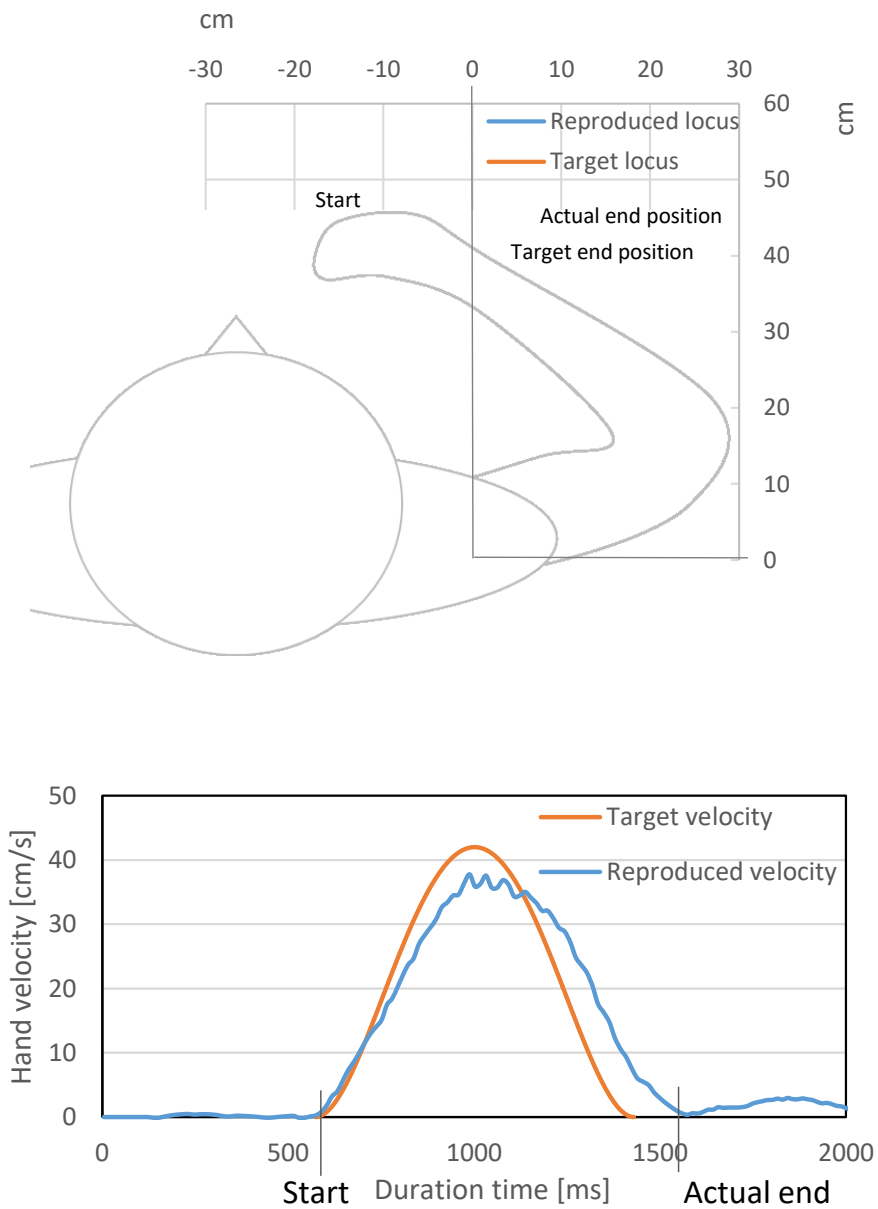 cm
-30 -20 -10 0 10 20 30
60
cm
Reproduced locus
Target locus
50
Start
Actual end position
Target end position
40
30
20
10
0
50
Target velocity
40
Reproduced velocity
30
20
10
0
Hand velocity [cm/s]
0 500 1000 1500 2000
Start Duration time [ms] Actual end